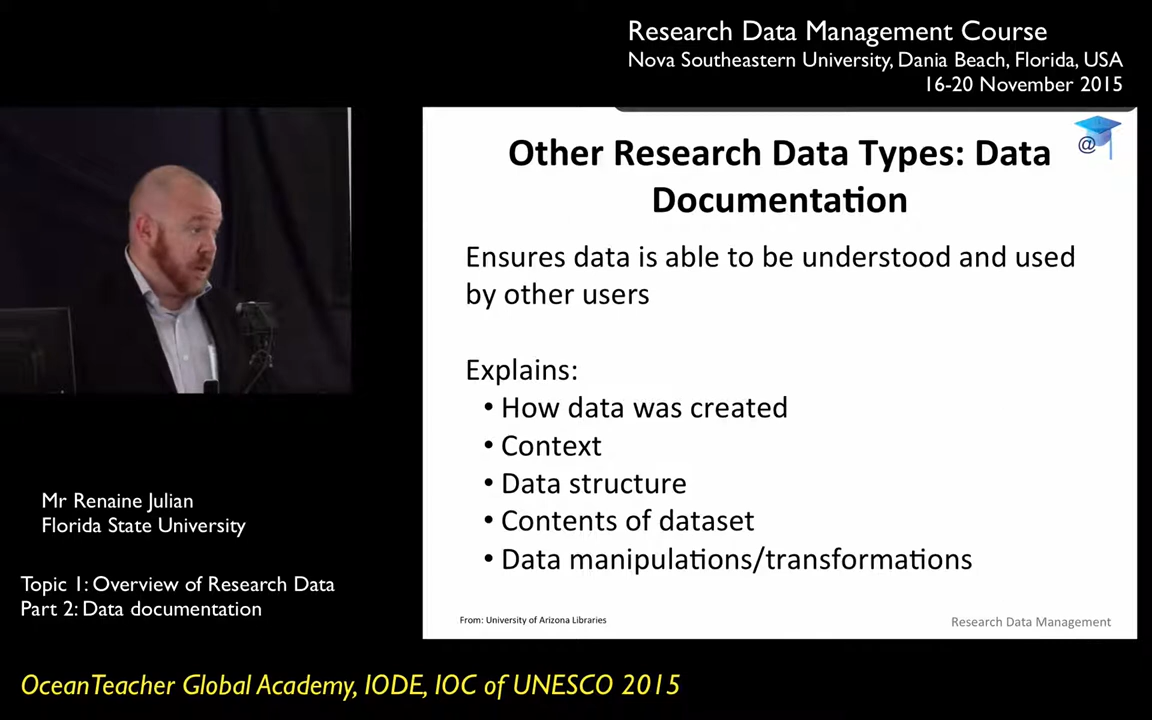 Research Data Management Course
Nova Southeastern University, Dania Beach, Florida, USA
16-20 November 2015
@
Other Research Data Types: Data
Documentation
Ensures data is able to be understood and used
by other users
Explains:
• How data was created
• Context
• Data structure
• Contents of dataset
• Data manipulations/transformations
From: University of Arizona Libraries
Research Data Management
Mr Renaine Julian
Florida State University
Topic 1: Overview of Research Data
Part 2: Data documentation
OceanTeacher Global Academy, IODE, IOC of UNESCO 2015